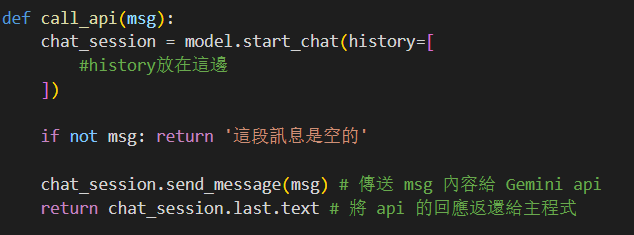 def call_api(msg):
    chat_session = model.start_chat(history=[
        #history放在這邊
    ])
    if not msg: return '這段訊息是空的'
    chat_session.send_message(msg) # 傳送 msg 內容給 Gemini api
    return chat_session.last.text # 將 api 的回應返還給主程式